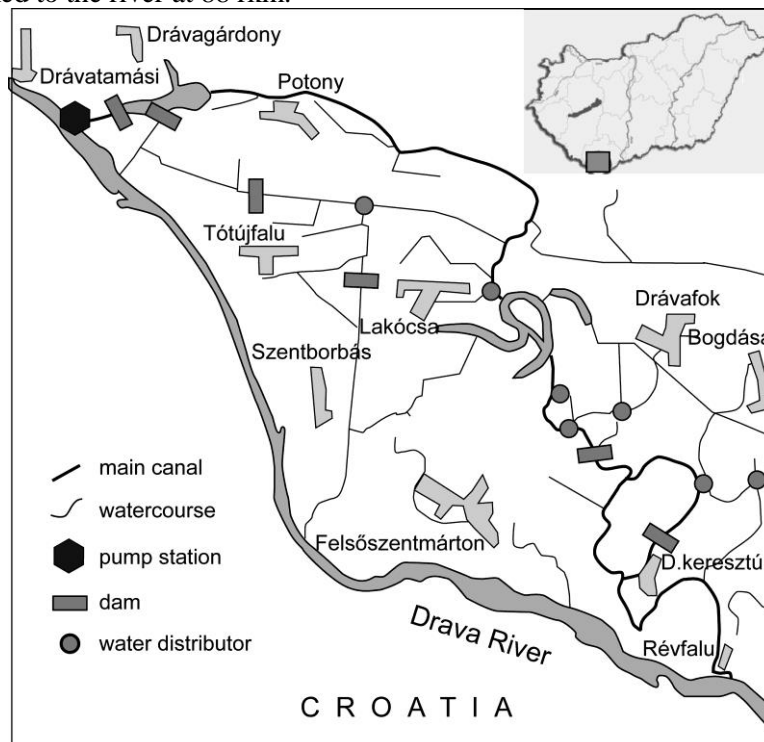 Drávagárdony
Drávatamási
Potony
Tótújfalu
Lakócsa
Drávafok
Bogdása
Szentborbás
main canal
watercourse
pump station
dam
water distributor
Felsőszentmárton
D.keresztú
Révfalu
Drava River
CROATIA